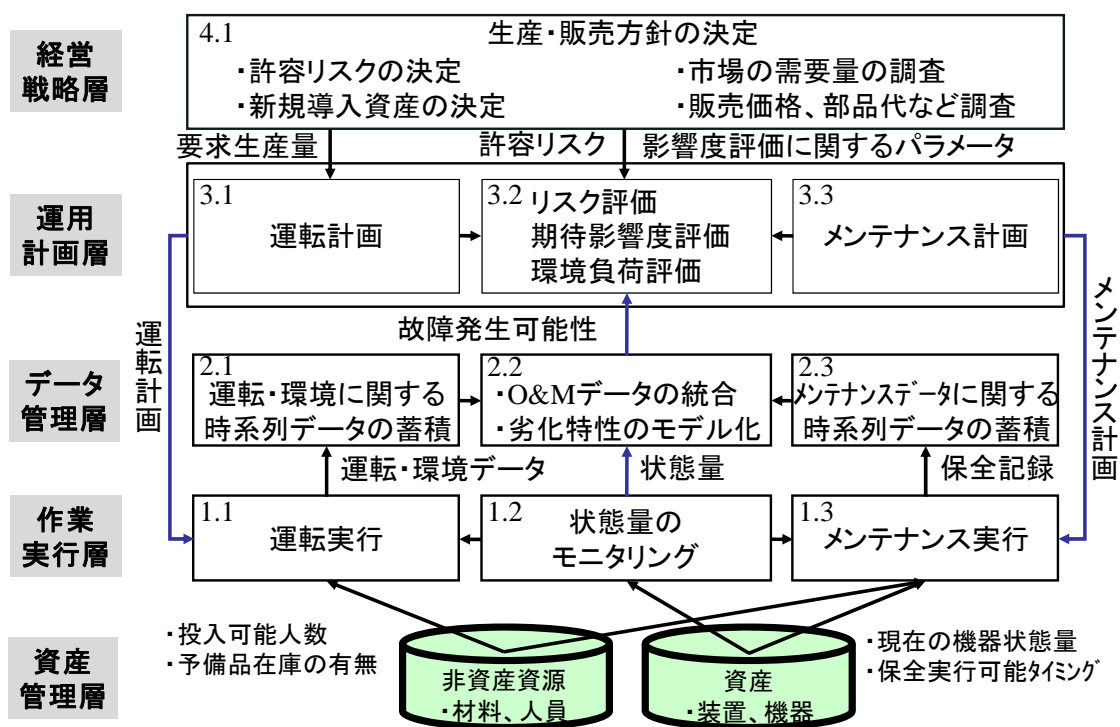 経営
戦略層
4.1
生産・販売方針の決定
・許容リスクの決定
・市場の需要量の調査
・新規導入資産の決定
・販売価格、部品代など調査
要求生産量
許容リスク
影響度評価に関するパラメータ
運用
計画層
3.1
運転計画
3.2
リスク評価
期待影響度評価
環境負荷評価
3.3
メンテナンス計画
運転計画
故障発生可能性
メンテナンス計画
データ
管理層
2.1
運転・環境に関する
時系列データの蓄積
2.2
・O&Mデータの統合
・劣化特性のモデル化
2.3
メンテナンスデータに関する
時系列データの蓄積
運転・環境データ
状態量
保全記録
作業
実行層
1.1
運転実行
1.2
状態量の
モニタリング
1.3
メンテナンス実行
資産
管理層
・投入可能人数
・予備品在庫の有無
非資産資源
・材料、人員
資産
・装置、機器
・現在の機器状態量
・保全実行可能タイミング